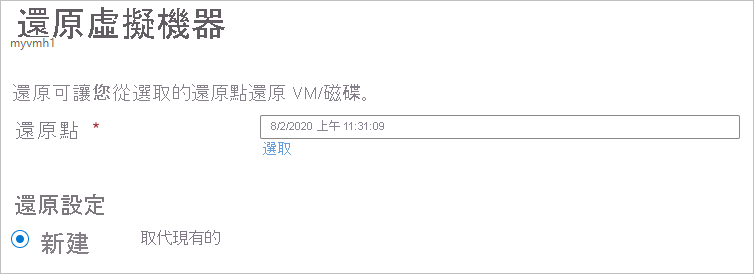 還原虛擬機器
myvmh1
還原可讓您從選取的還原點還原 VM/磁碟。
還原點 * 8/2/2020 上午 11:31:09
選取
還原設定
新建 取代現有的